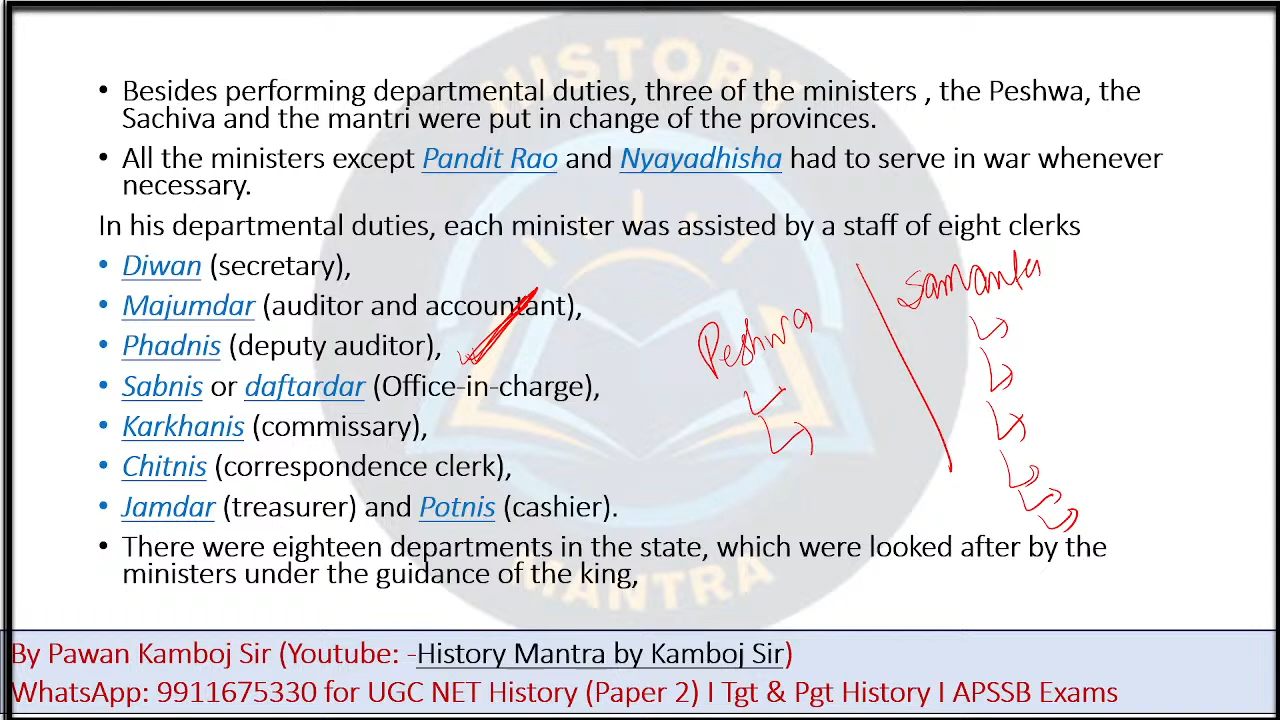 • Besides performing departmental duties, three of the ministers , the Peshwa, the
Sachiva and the mantri were put in change of the provinces.
• All the ministers except Pandit Rao and Nyayadhisha had to serve in war whenever
necessary.
In his departmental duties, each minister was assisted by a staff of eight clerks
• Diwan (secretary),
• Majumdar (auditor and accountant),
• Phadnis (deputy auditor),
• Sabnis or daftardar (Office-in-charge),
• Karkhanis (commissary),
• Chitnis (correspondence clerk),
• Jamdar (treasurer) and Potnis (cashier).
• There were eighteen departments in the state, which were looked after by the
ministers under the guidance of the king,
Peshwa
Samanta
HISTORY
MANTRA
By Pawan Kamboj Sir (Youtube: -History Mantra by Kamboj Sir)
WhatsApp: 9911675330 for UGC NET History (Paper 2) I Tgt & Pgt History I APSSB Exams